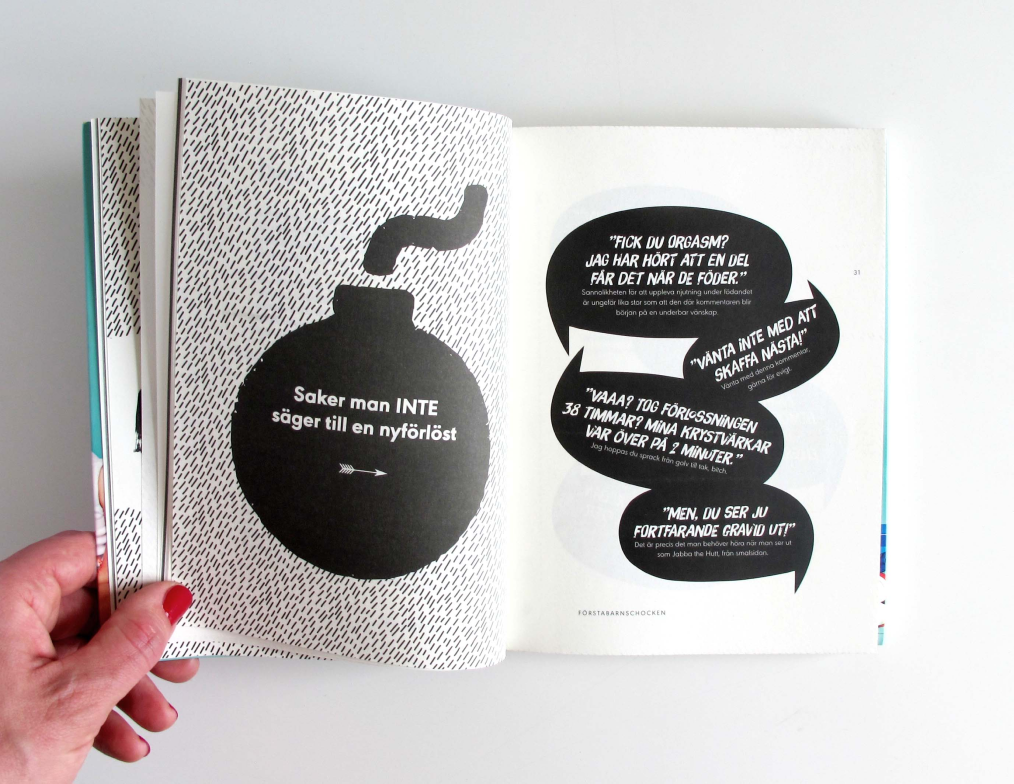 Saker man INTE
säger till en nyförlöst
"FICK DU ORGASM?
JAG HAR HÖRT ATT EN DEL
FÅR DET NÄR DE FÖDER."
Sannolikheten för att uppleva njutning under födandet
är ungefär lika stor som att den där kommentaren blir
början på en underbar vänskap.
31
"VÄNTA INTE MED ATT
SKAFFA NÄSTA!"
Vänta med denna kommentar,
gärna för evigt.
"VAAA? TOG FÖRLOSSNINGEN
38 TIMMAR? MINA KRYSTVÄRKAR
VAR ÖVER PÅ 2 MINUTER."
Jag hoppas du sprack från golv till tak, bitch.
"MEN, DU SER JU
FORTFARANDE GRAVID UT!"
Det är precis det man behöver höra när man ser ut
som Jabba the Hutt, från smalsidan.
FÖRSTABARNSCHOCKEN